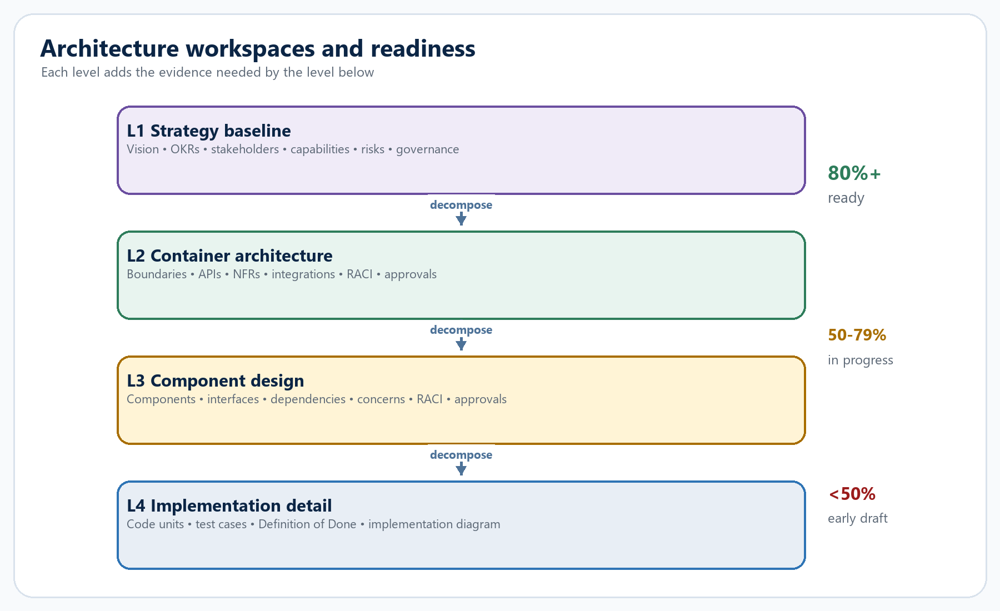 Architecture workspaces and readiness
Each level adds the evidence needed by the level below
L1 Strategy baseline
Vision • OKRs • stakeholders • capabilities • risks • governance
80%+
ready
decompose
L2 Container architecture
Boundaries • APIs • NFRs • integrations • RACI • approvals
decompose
50-79%
in progress
L3 Component design
Components • interfaces • dependencies • concerns • RACI • approvals
decompose
L4 Implementation detail
Code units • test cases • Definition of Done • implementation diagram
<50%
early draft